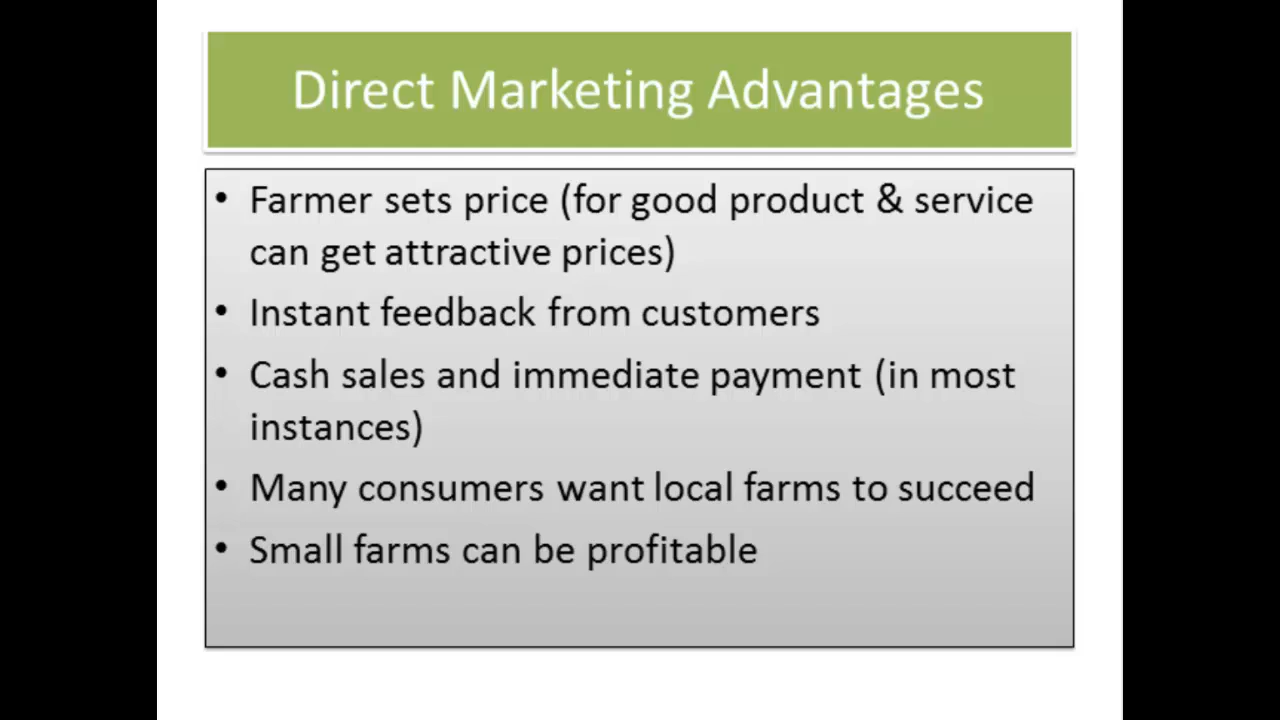 Direct Marketing Advantages
• Farmer sets price (for good product & service
can get attractive prices)
• Instant feedback from customers
• Cash sales and immediate payment (in most
instances)
• Many consumers want local farms to succeed
• Small farms can be profitable